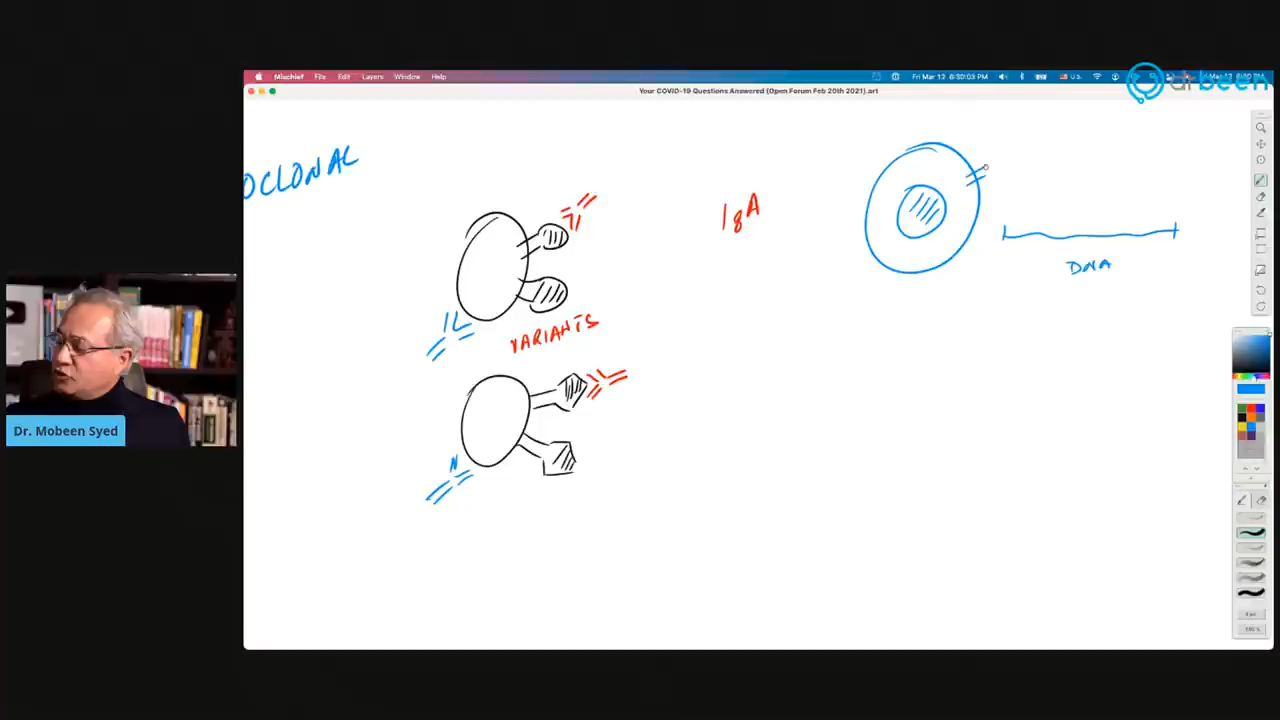 Mischief File Edit Layers Window Help
U.S.
Your COVID-19 Questions Answered (Open Forum Feb 20th 2021).art
drbeen
OCLONAL
IgA
DNA
VARIANTS
Dr. Mobeen Syed